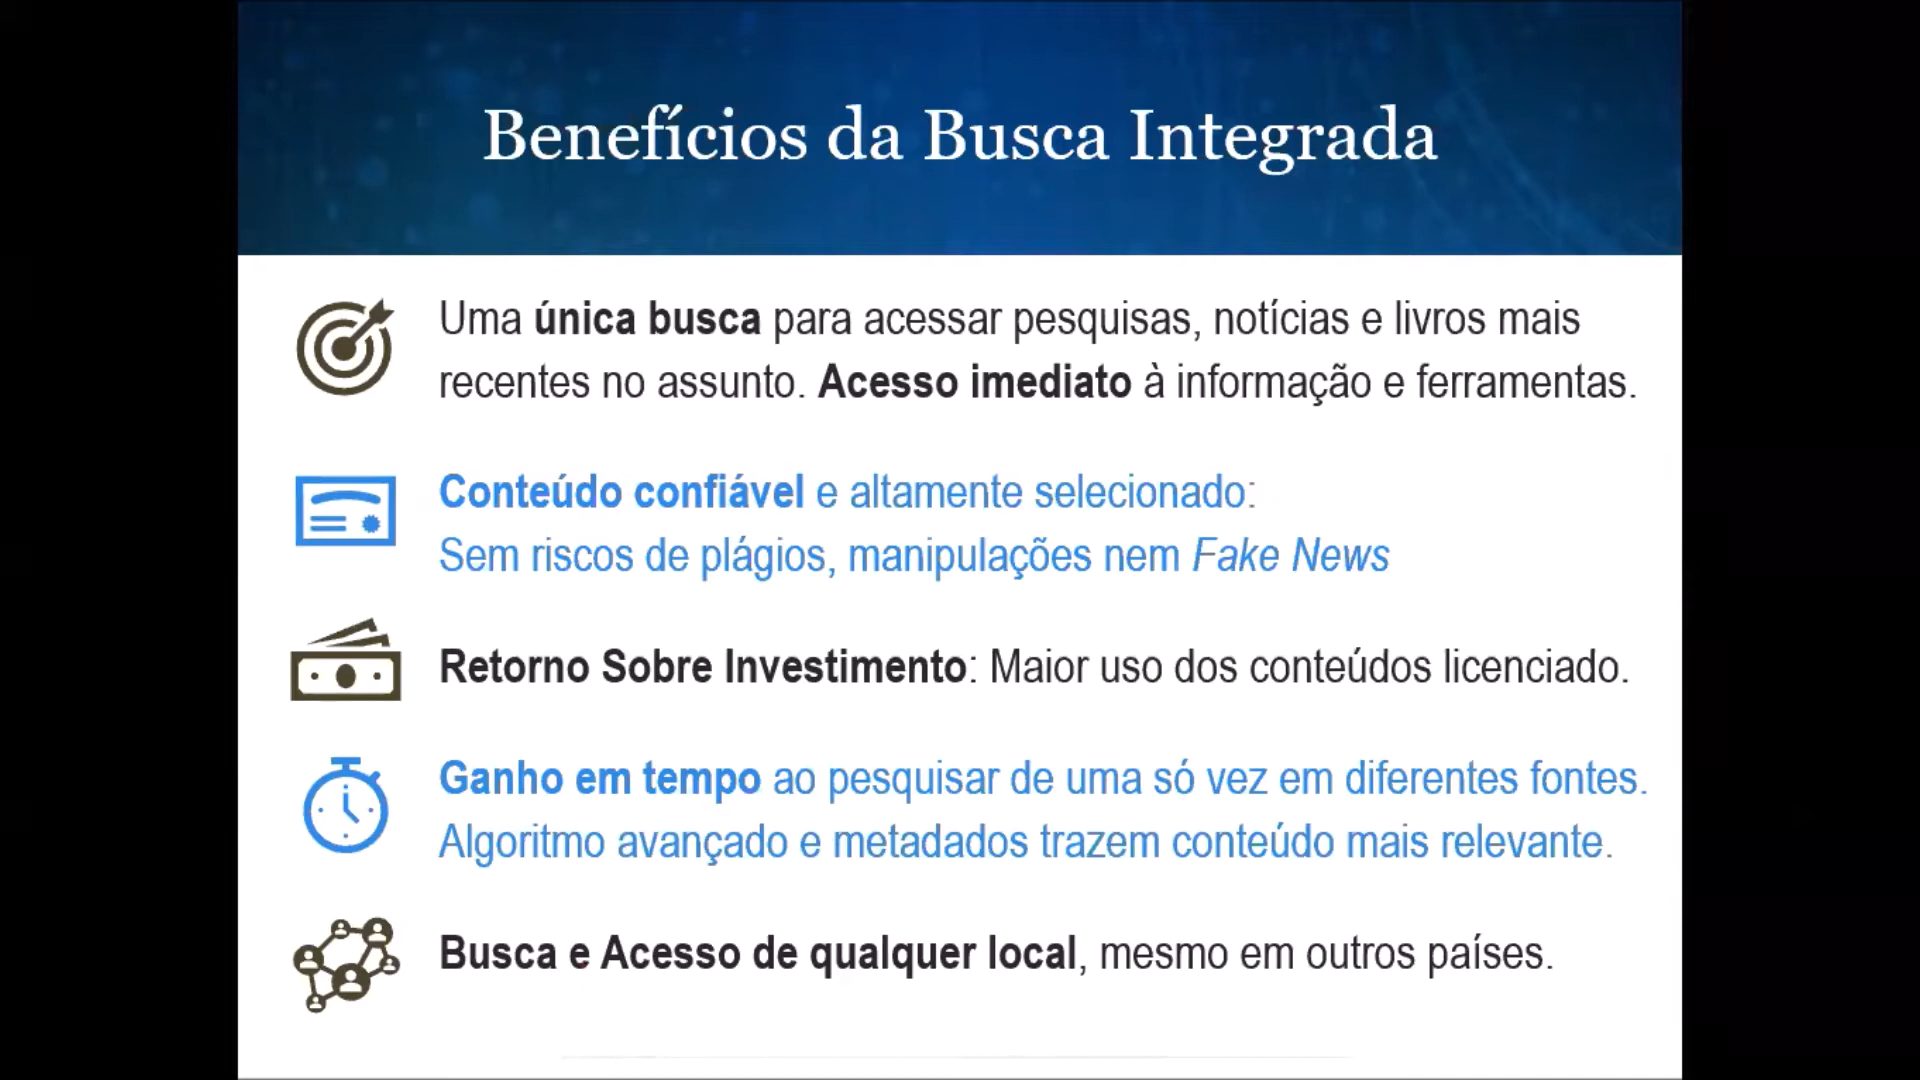 Benefícios da Busca Integrada
Uma única busca para acessar pesquisas, notícias e livros mais
recentes no assunto. Acesso imediato à informação e ferramentas.
Conteúdo confiável e altamente selecionado:
Sem riscos de plágios, manipulações nem Fake News
Retorno Sobre Investimento: Maior uso dos conteúdos licenciado.
Ganho em tempo ao pesquisar de uma só vez em diferentes fontes.
Algoritmo avançado e metadados trazem conteúdo mais relevante.
Busca e Acesso de qualquer local, mesmo em outros países.